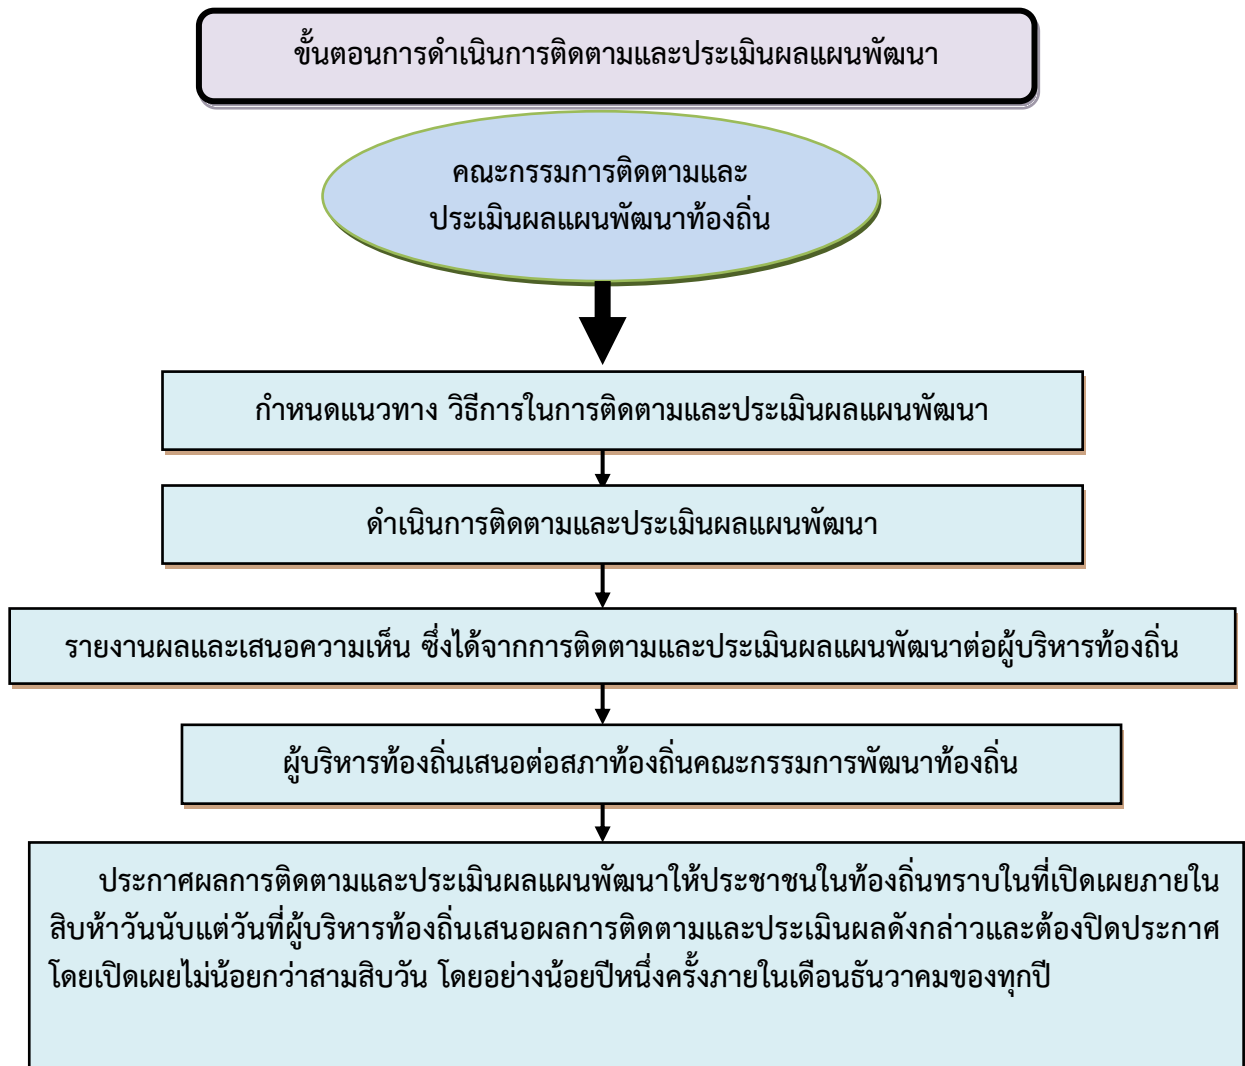 ขั้นตอนการดำเนินการติดตามและประเมินผลแผนพัฒนา
คณะกรรมการติดตามและ
ประเมินผลแผนพัฒนาท้องถิ่น
กำหนดแนวทาง วิธีการในการติดตามและประเมินผลแผนพัฒนา
ดำเนินการติดตามและประเมินผลแผนพัฒนา
รายงานผลและเสนอความเห็น ซึ่งได้จากการติดตามและประเมินผลแผนพัฒนาต่อผู้บริหารท้องถิ่น
ผู้บริหารท้องถิ่นเสนอต่อสภาท้องถิ่นคณะกรรมการพัฒนาท้องถิ่น
ประกาศผลการติดตามและประเมินผลแผนพัฒนาให้ประชาชนในท้องถิ่นทราบในที่เปิดเผยภายใน
สิบห้าวันนับแต่วันที่ผู้บริหารท้องถิ่นเสนอผลการติดตามและประเมินผลดังกล่าวและต้องปิดประกาศ
โดยเปิดเผยไม่น้อยกว่าสามสิบวัน โดยอย่างน้อยปีหนึ่งครั้งภายในเดือนธันวาคมของทุกปี